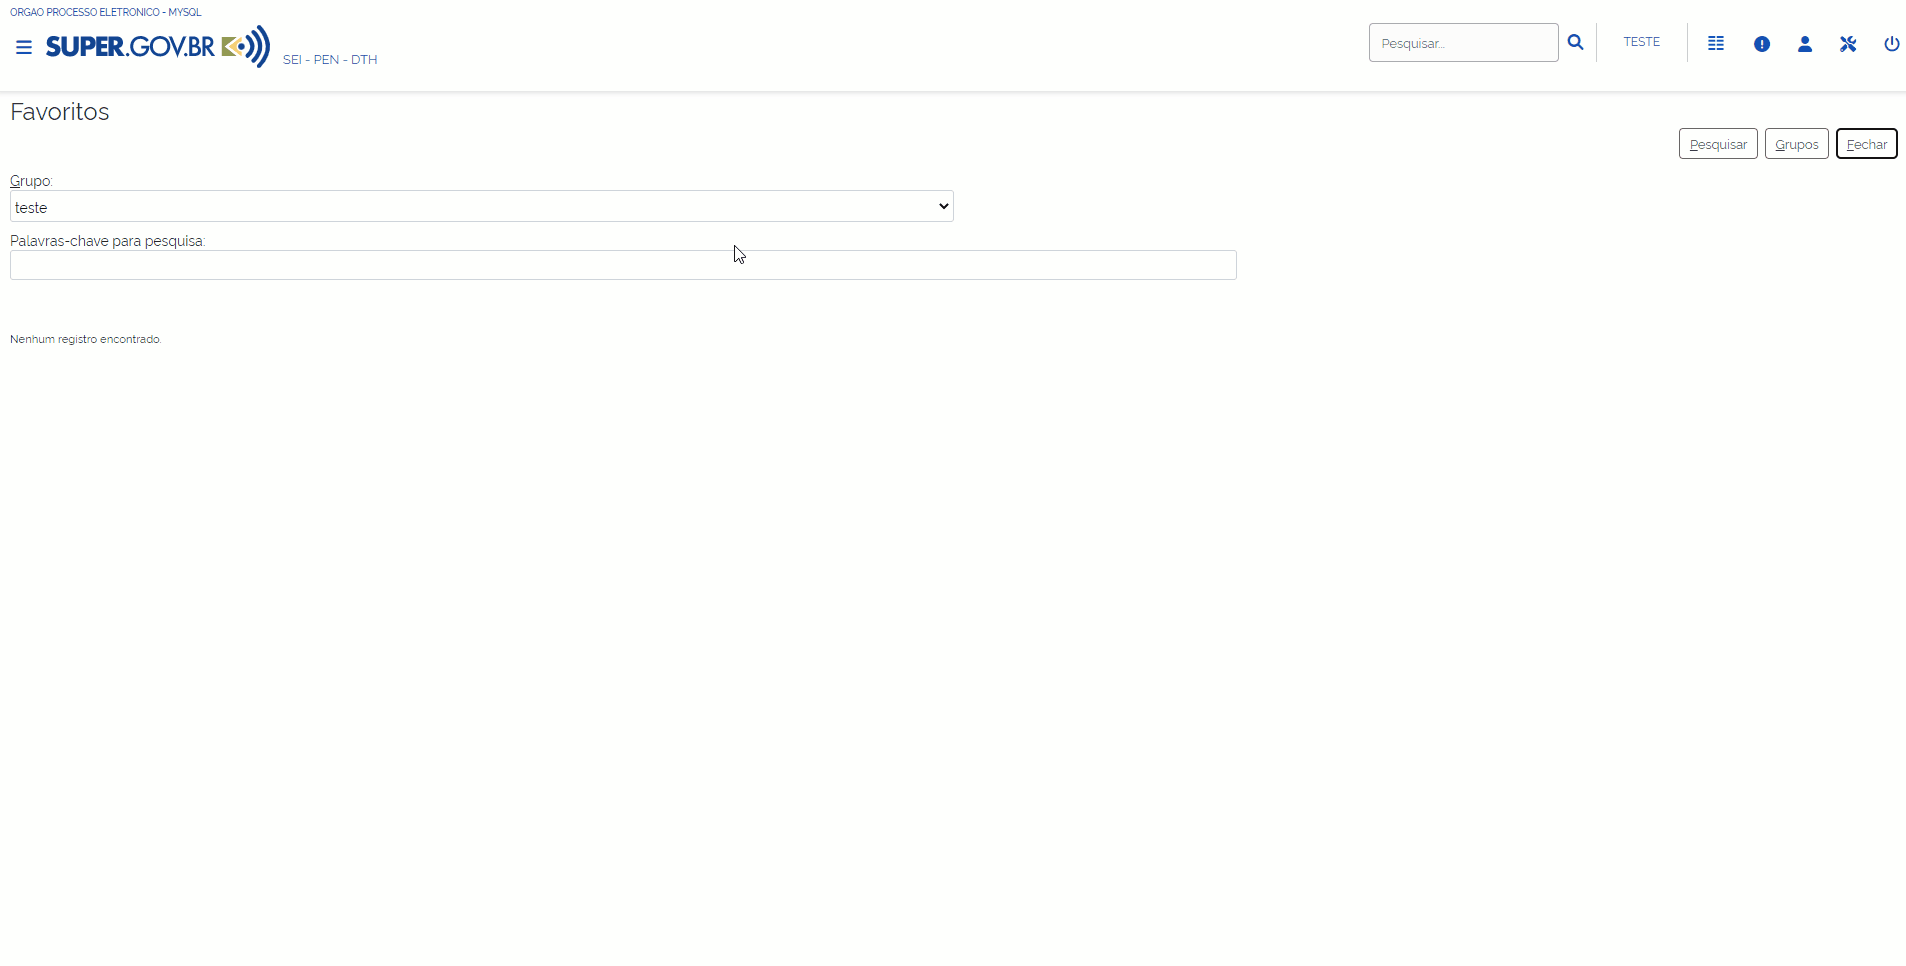 ORGAO PROCESSO ELETRONICO - MYSQL
SUPER.GOV.BR
SEI - PEN - DTH
Pesquisar...
TESTE
Favoritos
Pesquisar
Grupos
Fechar
Grupo:
teste
Palavras-chave para pesquisa:
Nenhum registro encontrado.